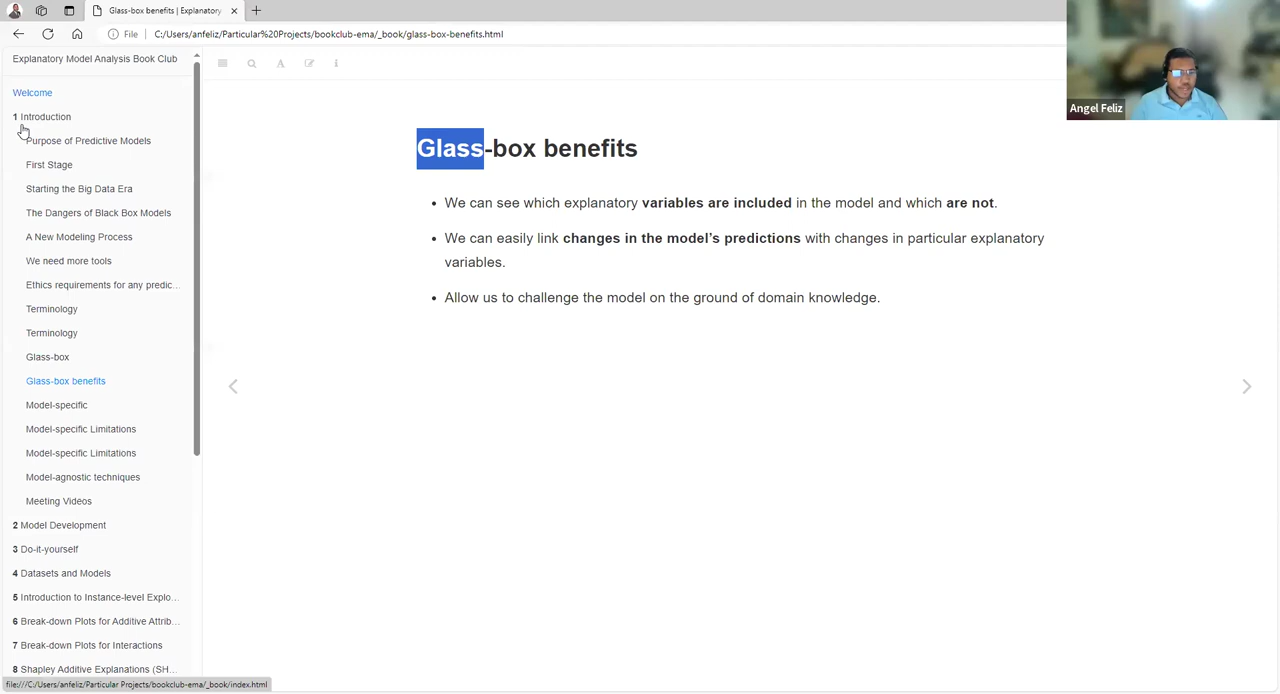 Glass-box benefits | Explanatory
File
C:/Users/anfeliz/Particular%20Projects/bookclub-ema/_book/glass-box-benefits.html
Explanatory Model Analysis Book Club
Welcome
1 Introduction
Purpose of Predictive Models
First Stage
Starting the Big Data Era
The Dangers of Black Box Models
A New Modeling Process
We need more tools
Ethics requirements for any predic...
Terminology
Terminology
Glass-box
Glass-box benefits
Model-specific
Model-specific Limitations
Model-specific Limitations
Model-agnostic techniques
Meeting Videos
2 Model Development
3 Do-it-yourself
4 Datasets and Models
5 Introduction to Instance-level Explo...
6 Break-down Plots for Additive Attrib...
7 Break-down Plots for Interactions
8 Shapley Additive Explanations (SH...
file:///C:/Users/anfeliz/Particular Projects/bookclub-ema/_book/index.html
Glass-box benefits
• We can see which explanatory variables are included in the model and which are not.
• We can easily link changes in the model's predictions with changes in particular explanatory
variables.
• Allow us to challenge the model on the ground of domain knowledge.
Angel Feliz